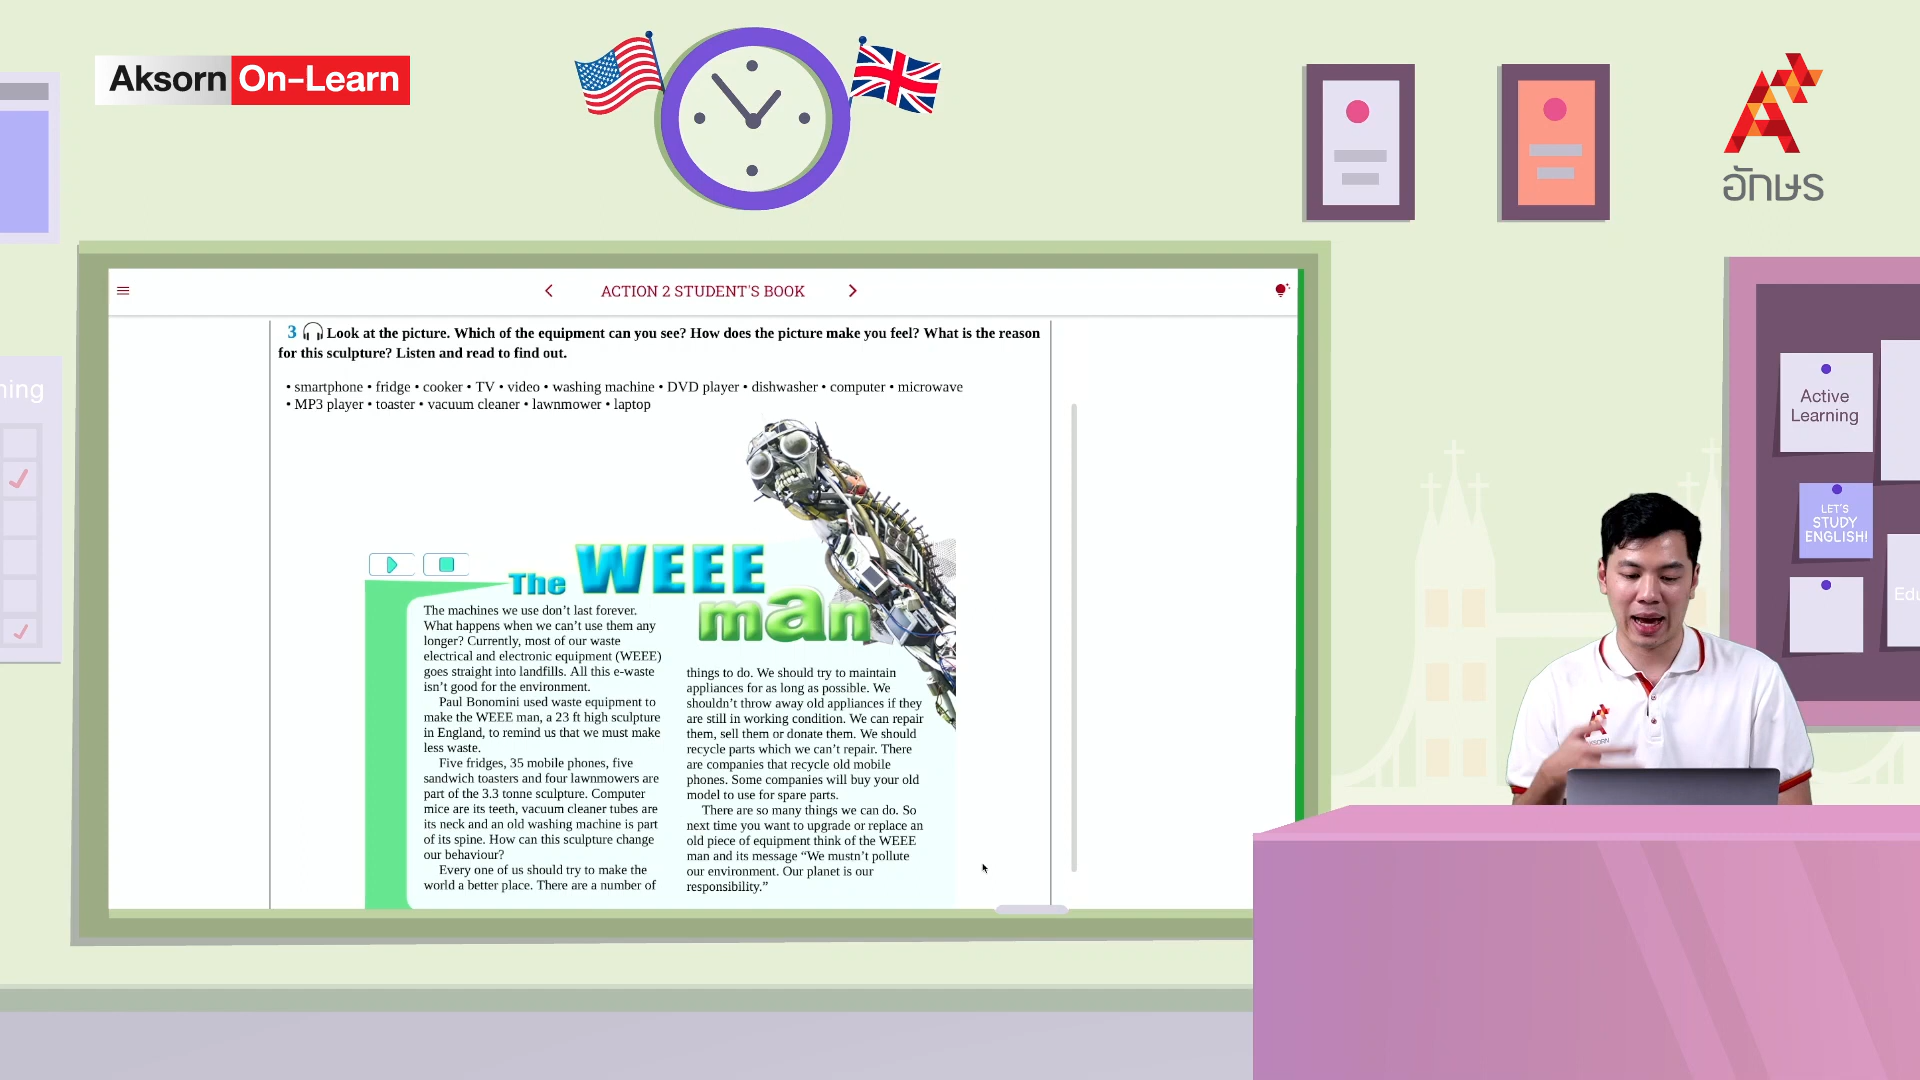 Aksorn On-Learn
อักษร
ning
ACTION 2 STUDENT'S BOOK
3 Look at the picture. Which of the equipment can you see? How does the picture make you feel? What is the reason
for this sculpture? Listen and read to find out.
• smartphone • fridge • cooker • TV • video • washing machine • DVD player • dishwasher • computer • microwave
• MP3 player • toaster • vacuum cleaner • lawnmower • laptop
The WEEE
man
The machines we use don't last forever.
What happens when we can't use them any
longer? Currently, most of our waste
electrical and electronic equipment (WEEE)
goes straight into landfills. All this e-waste
isn't good for the environment.
Paul Bonomini used waste equipment to
make the WEEE man, a 23 ft high sculpture
in England, to remind us that we must make
less waste.
Five fridges, 35 mobile phones, five
sandwich toasters and four lawnmowers are
part of the 3.3 tonne sculpture. Computer
mice are its teeth, vacuum cleaner tubes are
its neck and an old washing machine is part
of its spine. How can this sculpture change
our behaviour?
Every one of us should try to make the
world a better place. There are a number of
things to do. We should try to maintain
appliances for as long as possible. We
shouldn't throw away old appliances if they
are still in working condition. We can repair
them, sell them or donate them. We should
recycle parts which we can't repair. There
are companies that recycle old mobile
phones. Some companies will buy your old
model to use for spare parts.
There are so many things we can do. So
next time you want to upgrade or replace an
old piece of equipment think of the WEEE
man and its message "We mustn't pollute
our environment. Our planet is our
responsibility."
Active
Learning
LET'S
STUDY
ENGLISH!
Edu